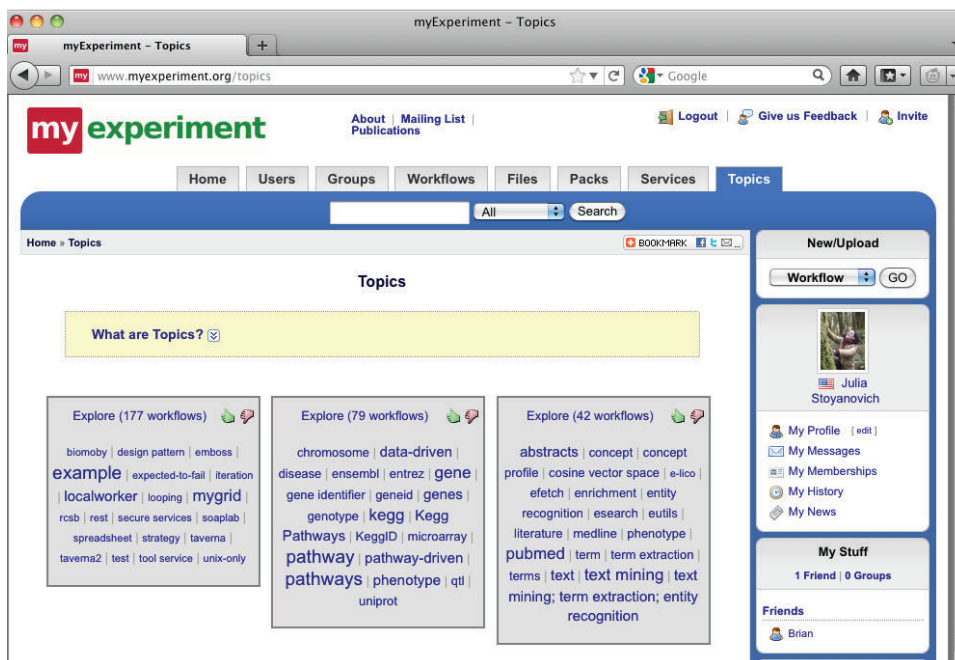 myExperiment – Topics
my myExperiment – Topics +
my www.myexperiment.org/topics Google
my experiment
About | Mailing List |
Publications
Logout | Give us Feedback | Invite
Home Users Groups Workflows Files Packs Services Topics
All Search
Home » Topics
BOOKMARK
Topics
What are Topics?
Explore (177 workflows)
biomoby | design pattern | emboss |
example | expected-to-fail | iteration
| localworker | looping | mygrid |
rcsb | rest | secure services | soaplab |
spreadsheet | strategy | taverna |
taverna2 | test | tool service | unix-only
Explore (79 workflows)
chromosome | data-driven |
disease | ensembl | entrez | gene |
gene identifier | geneid | genes |
genotype | kegg | Kegg
Pathways | KeggID | microarray |
pathway | pathway-driven |
pathways | phenotype | qtl |
uniprot
Explore (42 workflows)
abstracts | concept | concept
profile | cosine vector space | e-lico |
efetch | enrichment | entity
recognition | esearch | eutils |
literature | medline | phenotype |
pubmed | term | term extraction |
terms | text | text mining | text
mining; term extraction; entity
recognition
New/Upload
Workflow GO
Julia
Stoyanovich
My Profile [edit]
My Messages
My Memberships
My History
My News
My Stuff
1 Friend | 0 Groups
Friends
Brian